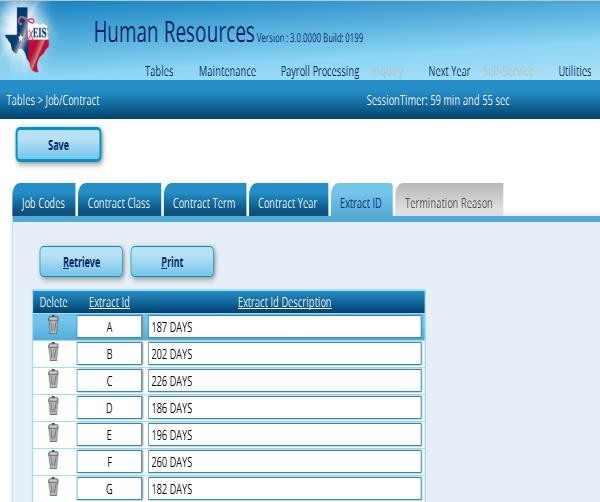 xEIS
Human Resources Version : 3.0.0000 Build: 0199
Tables Maintenance Payroll Processing Inquiry Next Year Self-Service Utilities
Tables > Job/Contract SessionTimer: 59 min and 55 sec
Save
Job Codes Contract Class Contract Term Contract Year Extract ID Termination Reason
Retrieve Print
Delete Extract Id Extract Id Description
A 187 DAYS
B 202 DAYS
C 226 DAYS
D 186 DAYS
E 196 DAYS
F 260 DAYS
G 182 DAYS